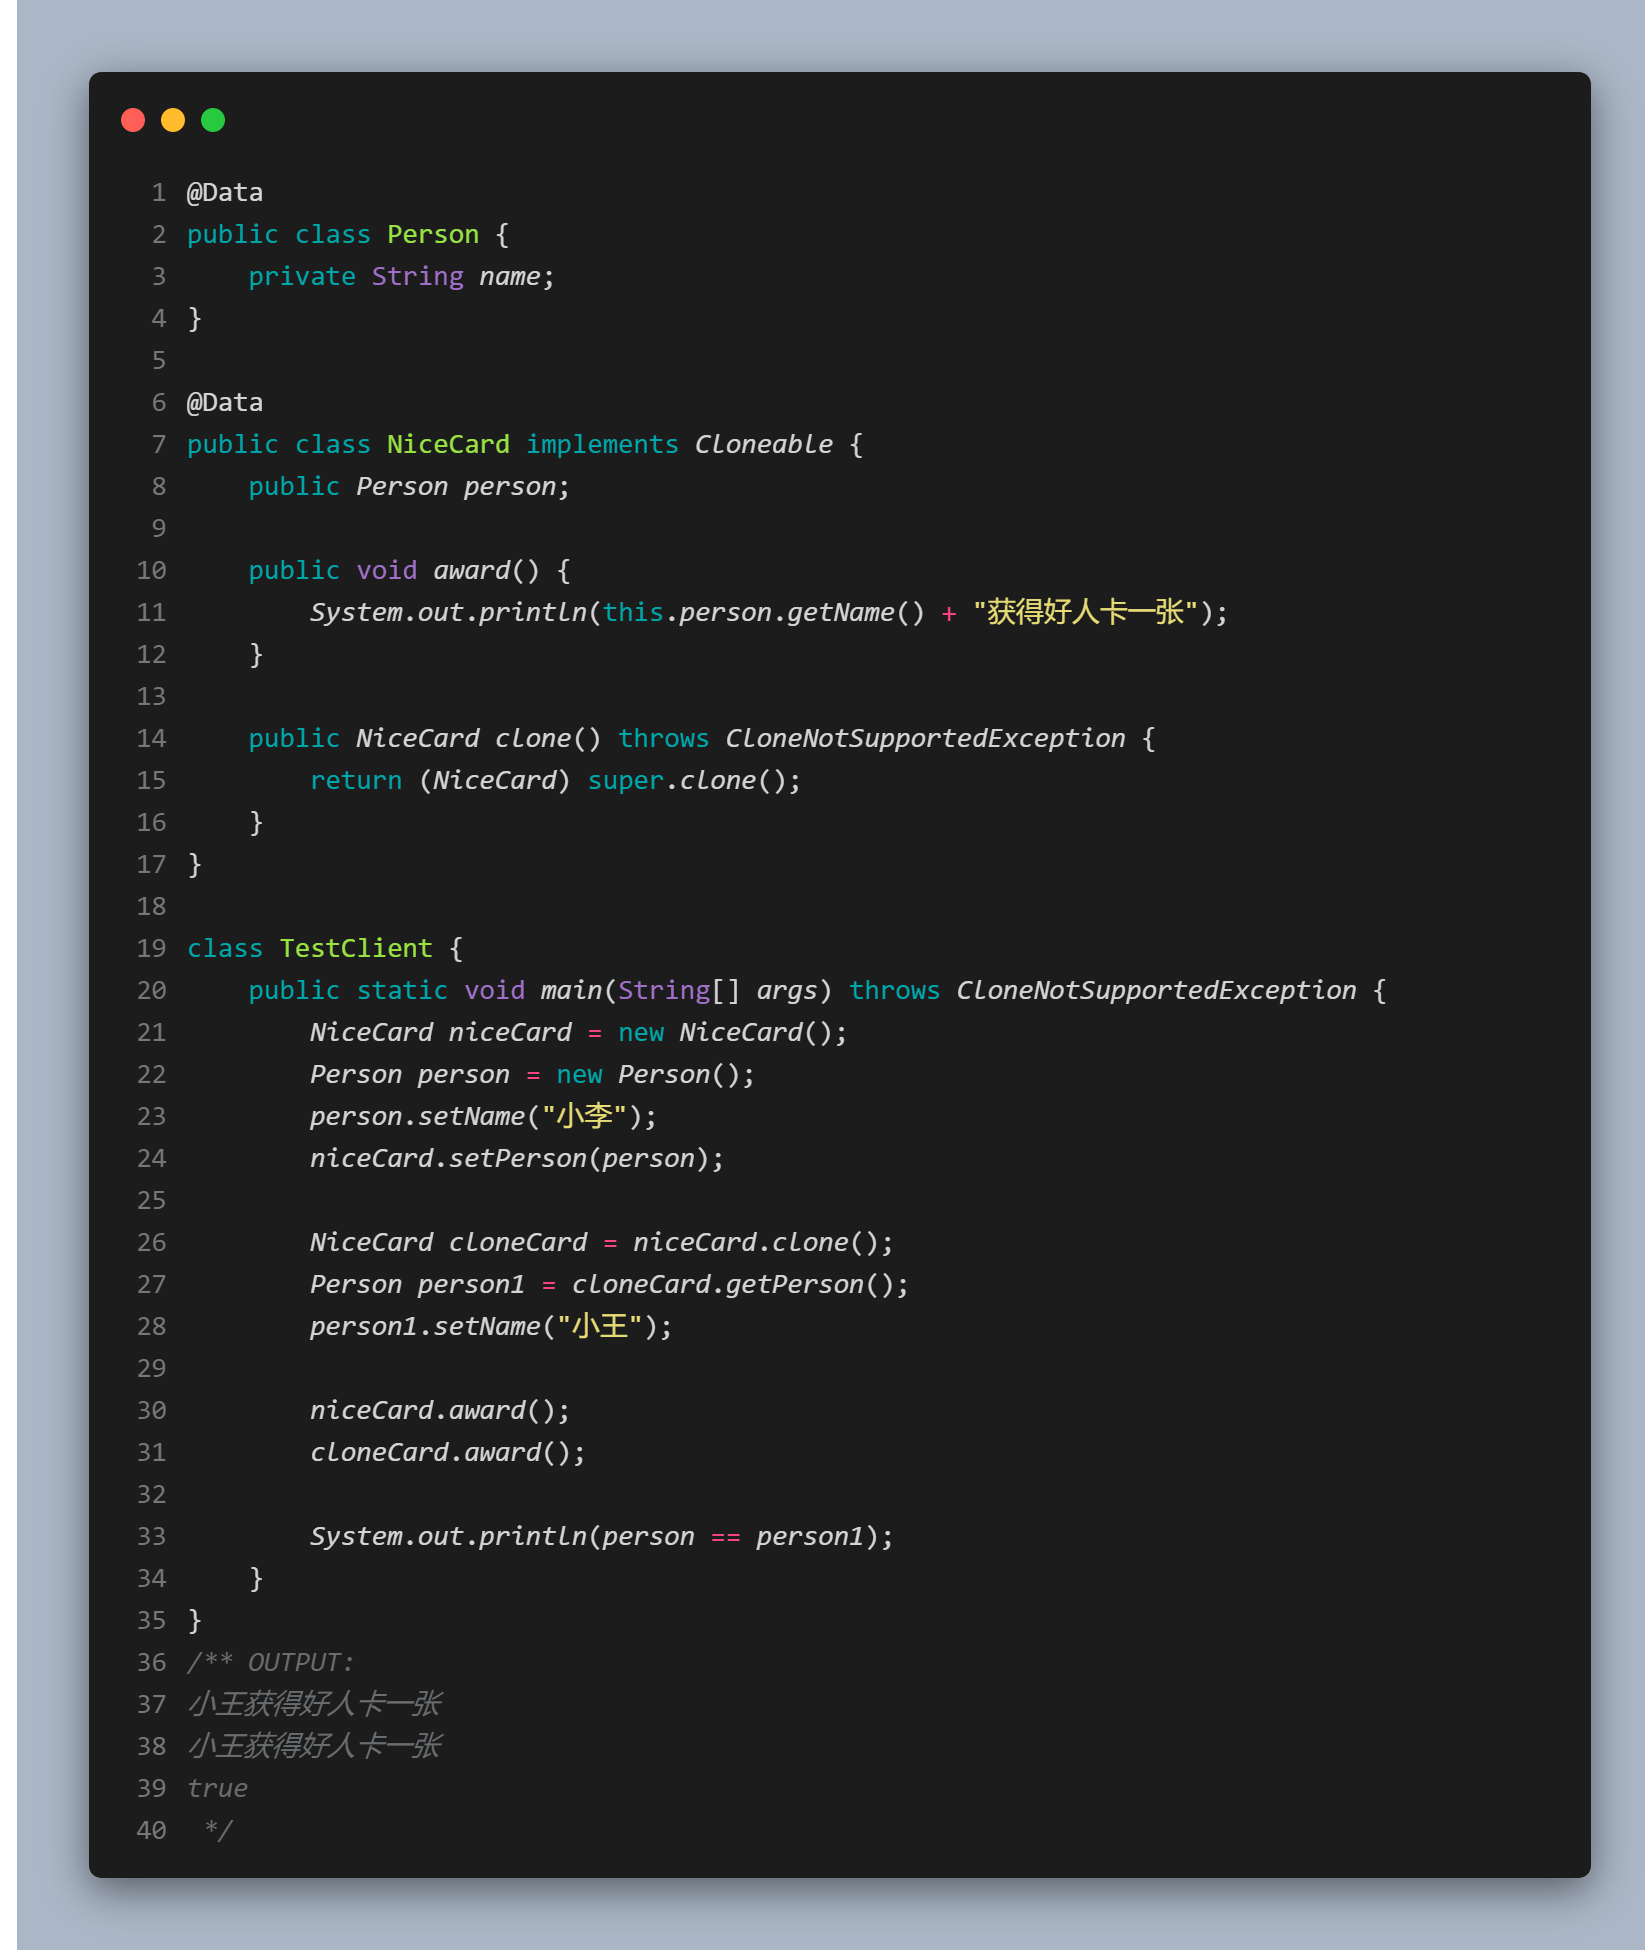 1 @Data
2 public class Person {
3     private String name;
4 }
5
6 @Data
7 public class NiceCard implements Cloneable {
8     public Person person;
9
10     public void award() {
11         System.out.println(this.person.getName() + "获得好人卡一张");
12     }
13
14     public NiceCard clone() throws CloneNotSupportedException {
15         return (NiceCard) super.clone();
16     }
17 }
18
19 class TestClient {
20     public static void main(String[] args) throws CloneNotSupportedException {
21         NiceCard niceCard = new NiceCard();
22         Person person = new Person();
23         person.setName("小李");
24         niceCard.setPerson(person);
25
26         NiceCard cloneCard = niceCard.clone();
27         Person person1 = cloneCard.getPerson();
28         person1.setName("小王");
29
30         niceCard.award();
31         cloneCard.award();
32
33         System.out.println(person == person1);
34     }
35 }
36 /** OUTPUT:
37 小王获得好人卡一张
38 小王获得好人卡一张
39 true
40  */